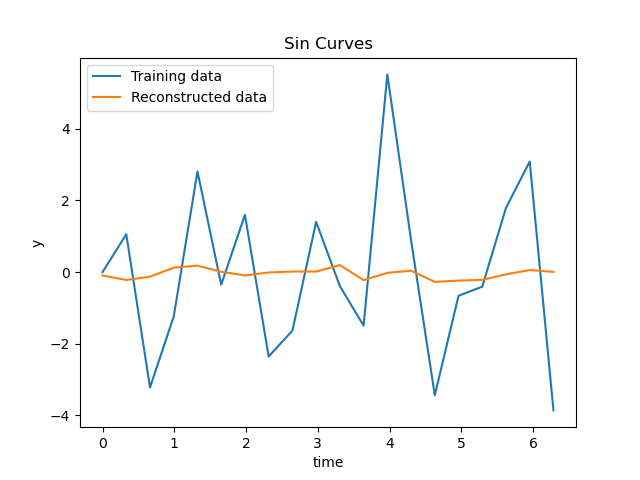 Sin Curves
Training data
Reconstructed data
y
4
2
0
−2
−4
0 1 2 3 4 5 6
time